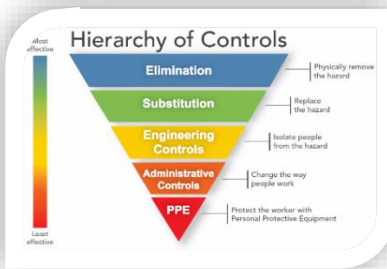 Hierarchy of Controls
Most
effective
Elimination
Physically remove
the hazard
Substitution
Replace
the hazard
Engineering
Controls
Isolate people
from the hazard
Administrative
Controls
Change the way
people work
PPE
Protect the worker with
Personal Protective Equipment
Least
effective